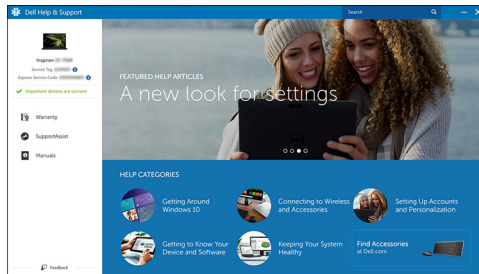 Dell Help & Support
Search
Inspiron
Service Tag:
Express Service Code:
Important drivers are current
Warranty
SupportAssist
Manuals
Feedback
FEATURED HELP ARTICLES
A new look for settings
HELP CATEGORIES
Getting Around
Windows 10
Connecting to Wireless
and Accessories
Setting Up Accounts
and Personalization
Getting to Know Your
Device and Software
Keeping Your System
Healthy
Find Accessories
at Dell.com